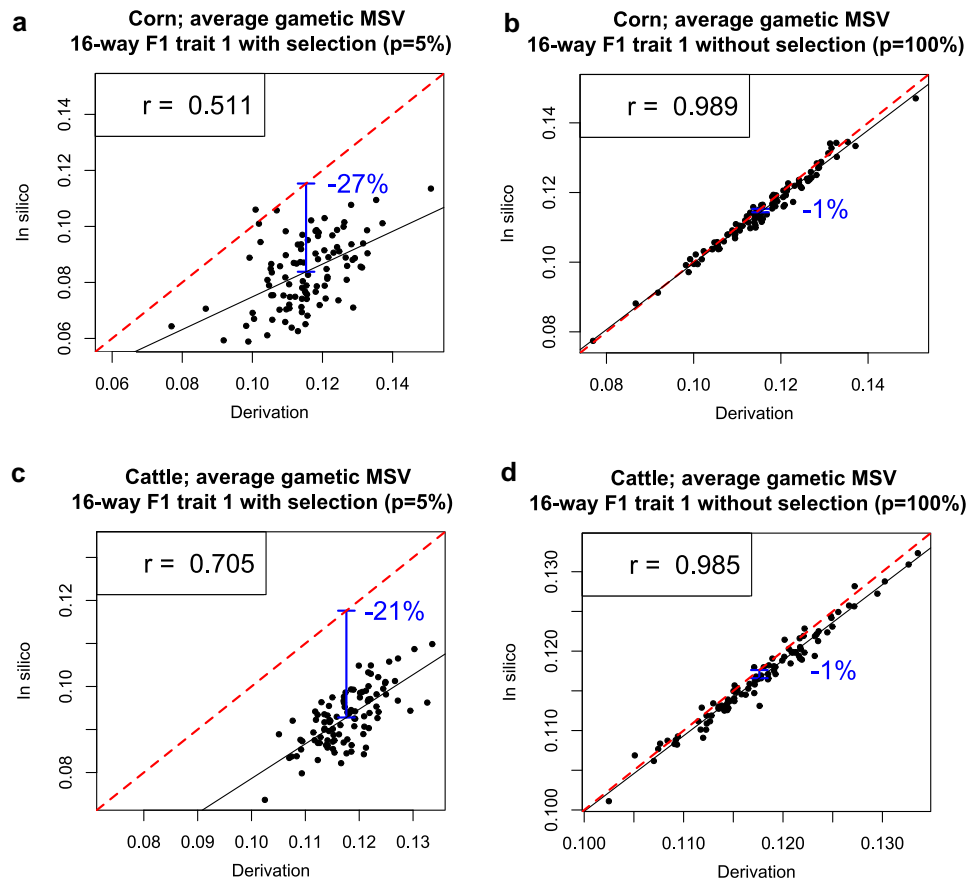 a
Corn; average gametic MSV
16-way F1 trait 1 with selection (p=5%)
r = 0.511
-27%
In silico
0.06 0.08 0.10 0.12 0.14
0.06 0.08 0.10 0.12 0.14
Derivation
b
Corn; average gametic MSV
16-way F1 trait 1 without selection (p=100%)
r = 0.989
-1%
In silico
0.08 0.10 0.12 0.14
0.08 0.10 0.12 0.14
Derivation
c
Cattle; average gametic MSV
16-way F1 trait 1 with selection (p=5%)
r = 0.705
-21%
In silico
0.08 0.10 0.12
0.08 0.09 0.10 0.11 0.12 0.13
Derivation
d
Cattle; average gametic MSV
16-way F1 trait 1 without selection (p=100%)
r = 0.985
-1%
In silico
0.100 0.110 0.120 0.130
0.100 0.110 0.120 0.130
Derivation